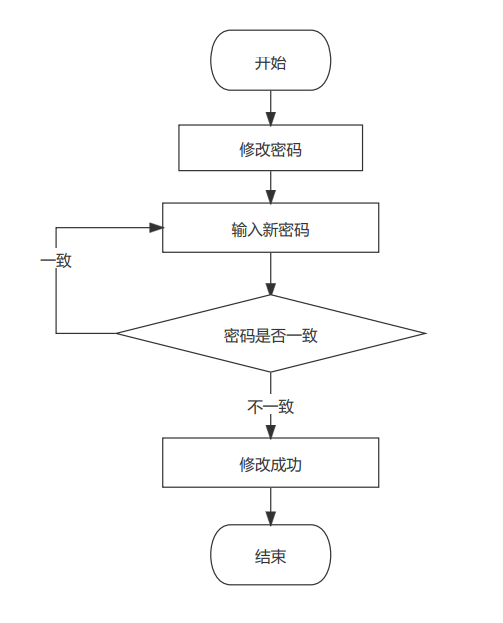 开始
修改密码
输入新密码
一致
密码是否一致
不一致
修改成功
结束